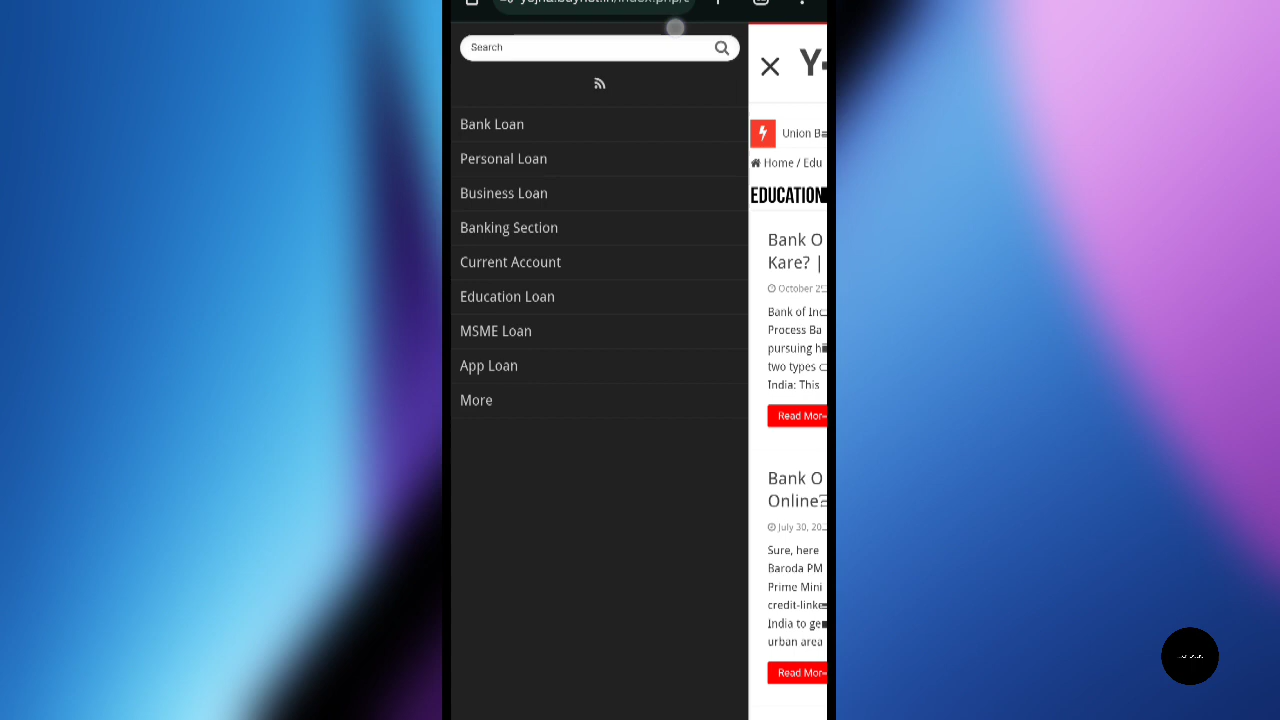 Search
Bank Loan
Personal Loan
Business Loan
Banking Section
Current Account
Education Loan
MSME Loan
App Loan
More
Union B
Home / Edu
EDUCATION
Bank O
Kare? |
October 2
Bank of In
Process Ba
pursuing h
two types
India: This
Read Mor
Bank O
Online?
July 30, 20
Sure, here
Baroda PM
Prime Mini
credit-linke
India to ge
urban area
Read Mor